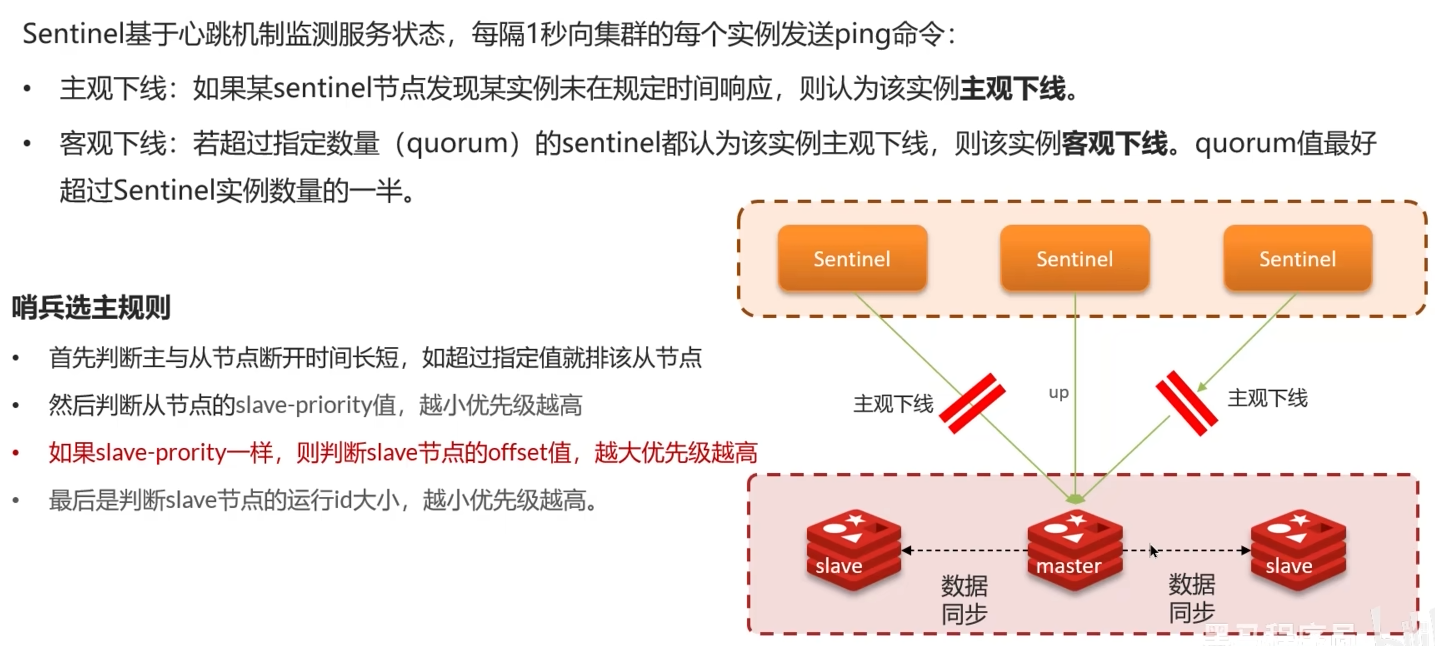 Sentinel基于心跳机制监测服务状态，每隔1秒向集群的每个实例发送ping命令：
• 主观下线：如果某sentinel节点发现某实例未在规定时间响应，则认为该实例主观下线。
• 客观下线：若超过指定数量（quorum）的sentinel都认为该实例主观下线，则该实例客观下线。quorum值最好
超过Sentinel实例数量的一半。
哨兵选主规则
• 首先判断主与从节点断开时间长短，如超过指定值就排该从节点
• 然后判断从节点的slave-priority值，越小优先级越高
• 如果slave-prority一样，则判断slave节点的offset值，越大优先级越高
• 最后是判断slave节点的运行id大小，越小优先级越高。
Sentinel Sentinel Sentinel
主观下线 up 主观下线
slave master slave
数据
同步
数据
同步